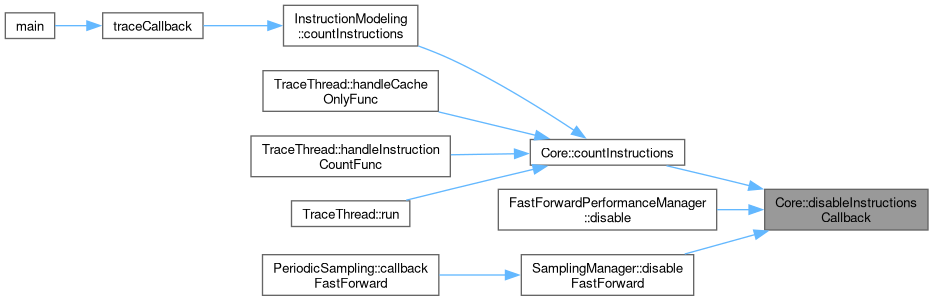 main
traceCallback
InstructionModeling
::countInstructions
TraceThread::handleCache
OnlyFunc
TraceThread::handleInstruction
CountFunc
TraceThread::run
Core::countInstructions
FastForwardPerformanceManager
::disable
Core::disableInstructions
Callback
PeriodicSampling::callback
FastForward
SamplingManager::disable
FastForward